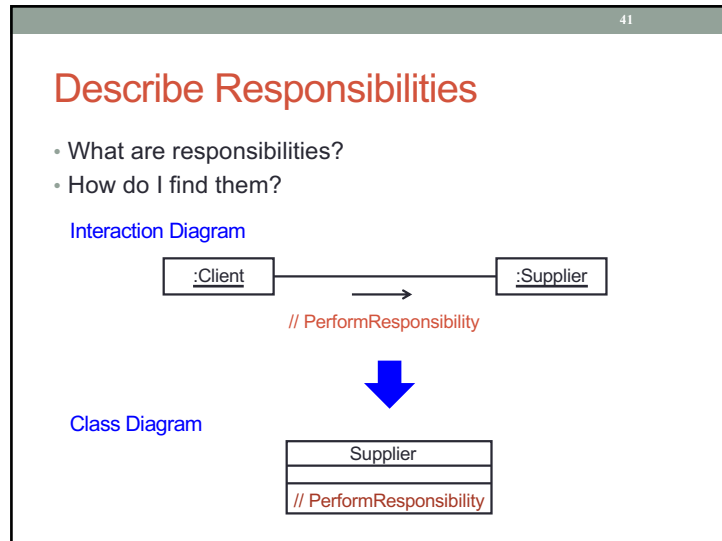 41
Describe Responsibilities
• What are responsibilities?
• How do I find them?
Interaction Diagram
:Client
:Supplier
// PerformResponsibility
Class Diagram
Supplier
// PerformResponsibility